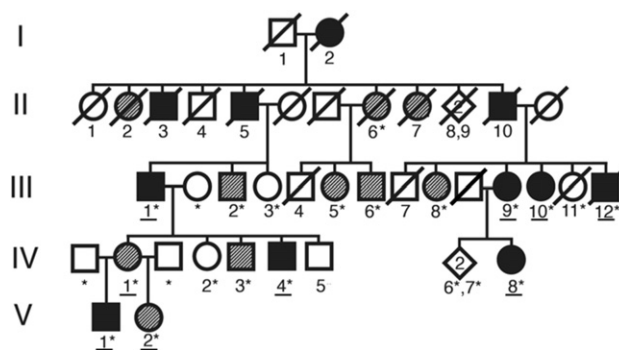 I
1 2
II
2
1 2 3 4 5 6* 7 8,9 10
III
1* * 2* 3* 4 5* 6* 7 8* 9* 10* 11* 12*
IV
2
* 1* * 2* 3* 4* 5 6*,7* 8*
V
1* 2*